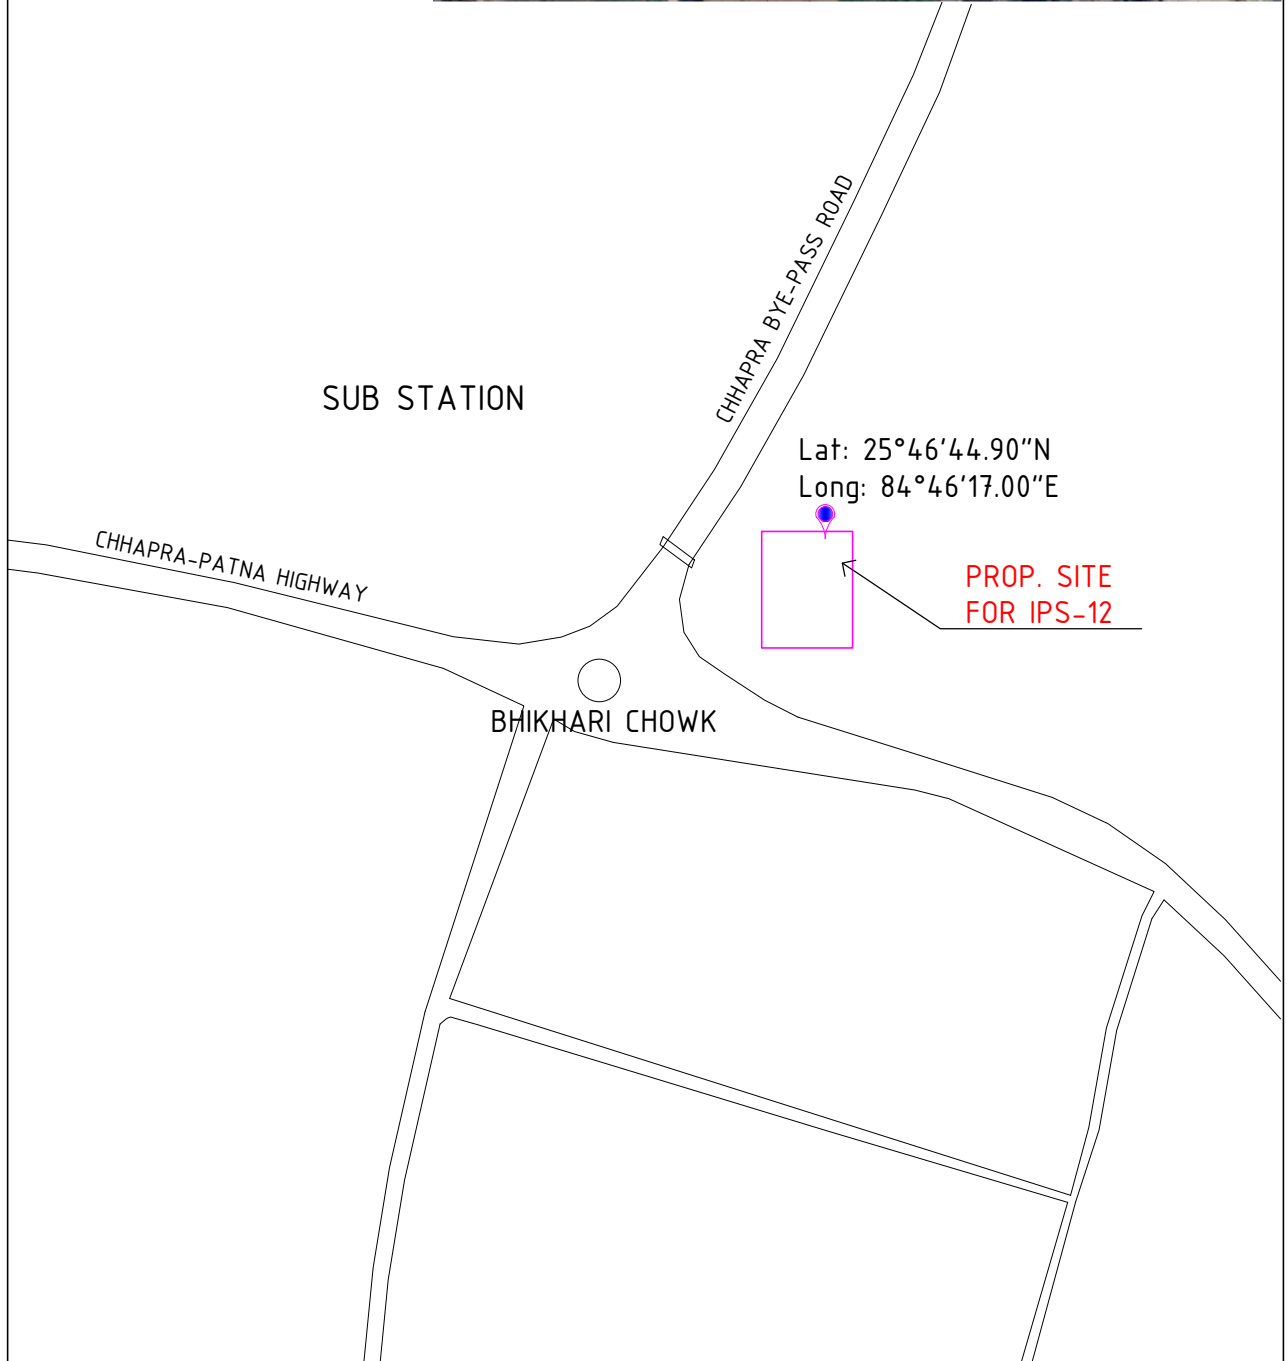 CHHAPRA BYE-PASS ROAD
SUB STATION
Lat: 25°46'44.90"N
Long: 84°46'17.00"E
CHHAPRA-PATNA HIGHWAY
PROP. SITE
FOR IPS-12
BHIKHARI CHOWK